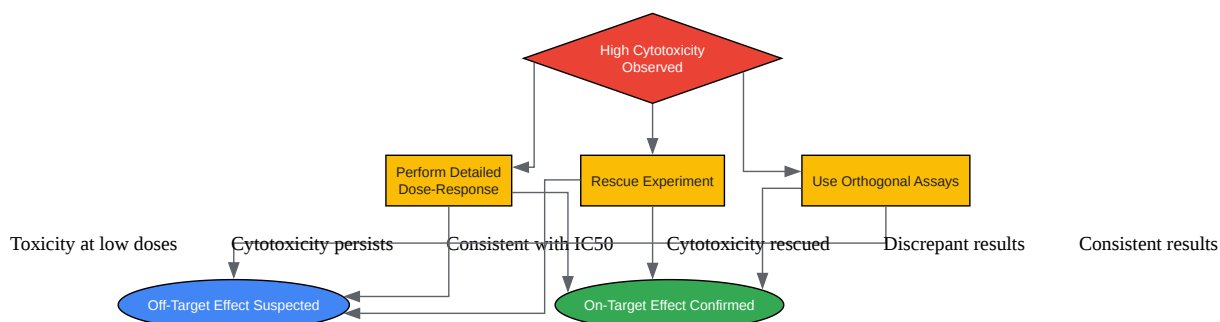 High Cytotoxicity
Observed
Perform Detailed
Dose-Response
Rescue Experiment
Use Orthogonal Assays
Toxicity at low doses
Cytotoxicity persists
Consistent with IC50
Cytotoxicity rescued
Discrepant results
Consistent results
Off-Target Effect Suspected
On-Target Effect Confirmed